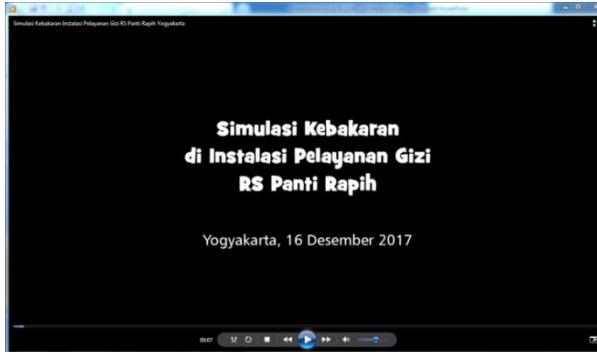 Simulasi Kebakaran Instalasi Pelayanan Gizi RS Panti Rapih Yogyakarta
Simulasi Kebakaran
di Instalasi Pelayanan Gizi
RS Panti Rapih
Yogyakarta, 16 Desember 2017